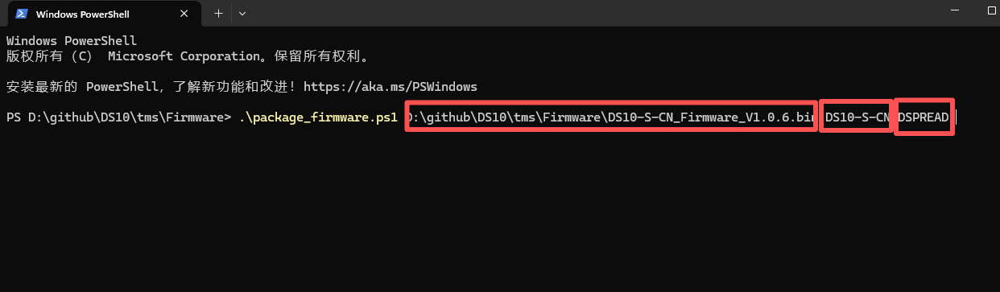 Windows PowerShell
Windows PowerShell
版权所有 (C) Microsoft Corporation。保留所有权利。
安装最新的 PowerShell，了解新功能和改进！https://aka.ms/PSWindows
PS D:\github\DS10\tms\Firmware> .\package_firmware.ps1 D:\github\DS10\tms\Firmware\DS10-S-CN_Firmware_V1.0.6.bin DS10-S-CN DSPREAD